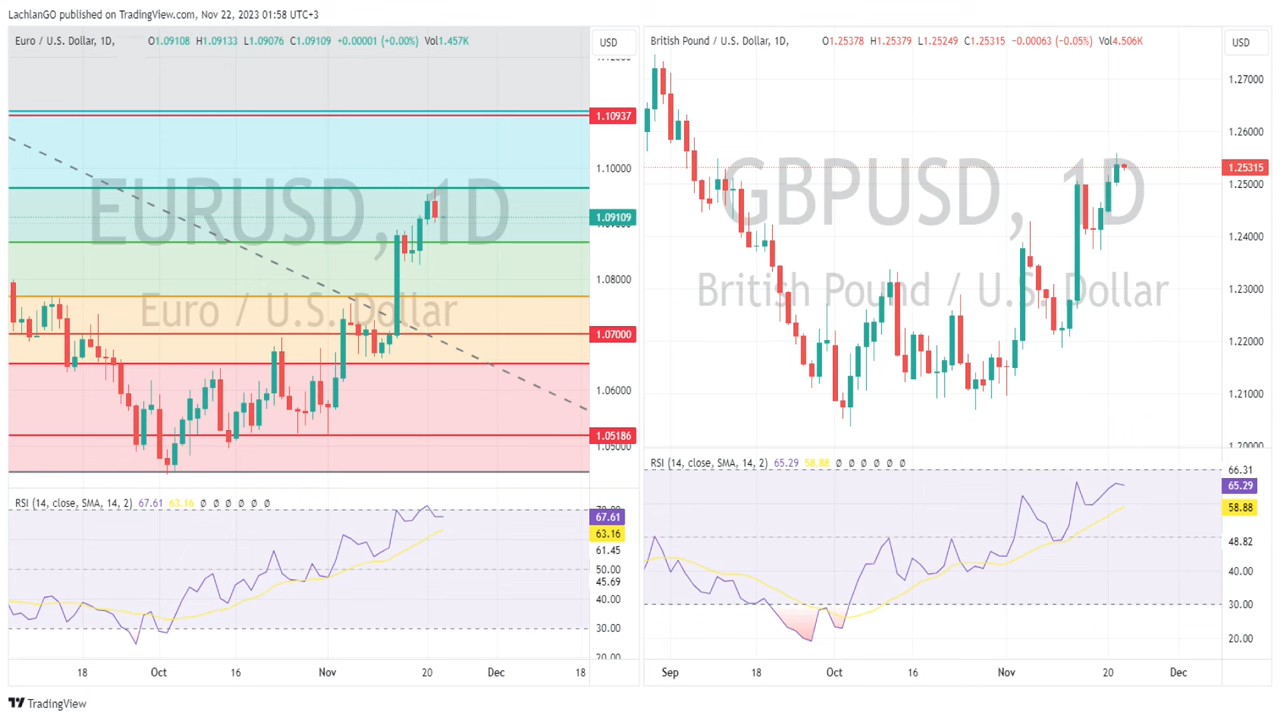 LachlanGO published on TradingView.com, Nov 22, 2023 01:58 UTC+3
Euro / U.S. Dollar, 1D, O1.09108 H1.09133 L1.09076 C1.09109 +0.00001 (+0.00%) Vol1.457K
USD
1.10937
1.10000
1.09109
1.08000
1.07000
1.06000
1.05186
1.05000
EURUSD, 1D
Euro / U.S. Dollar
RSI (14, close, SMA, 14, 2) 67.61 63.16 Ø Ø Ø Ø Ø Ø
67.61
63.16
61.45
50.00
45.69
40.00
30.00
20.00
18 Oct 16 Nov 20 Dec 18
British Pound / U.S. Dollar, 1D, O1.25378 H1.25379 L1.25249 C1.25315 −0.00063 (−0.05%) Vol4.506K
USD
1.27000
1.26000
1.25315
1.25000
1.24000
1.23000
1.22000
1.21000
1.20000
GBPUSD, 1D
British Pound / U.S. Dollar
RSI (14, close, SMA, 14, 2) 65.29 58.88 Ø Ø Ø Ø Ø Ø
66.31
65.29
58.88
48.82
40.00
30.00
20.00
Sep 18 Oct 16 Nov 20 Dec
TradingView